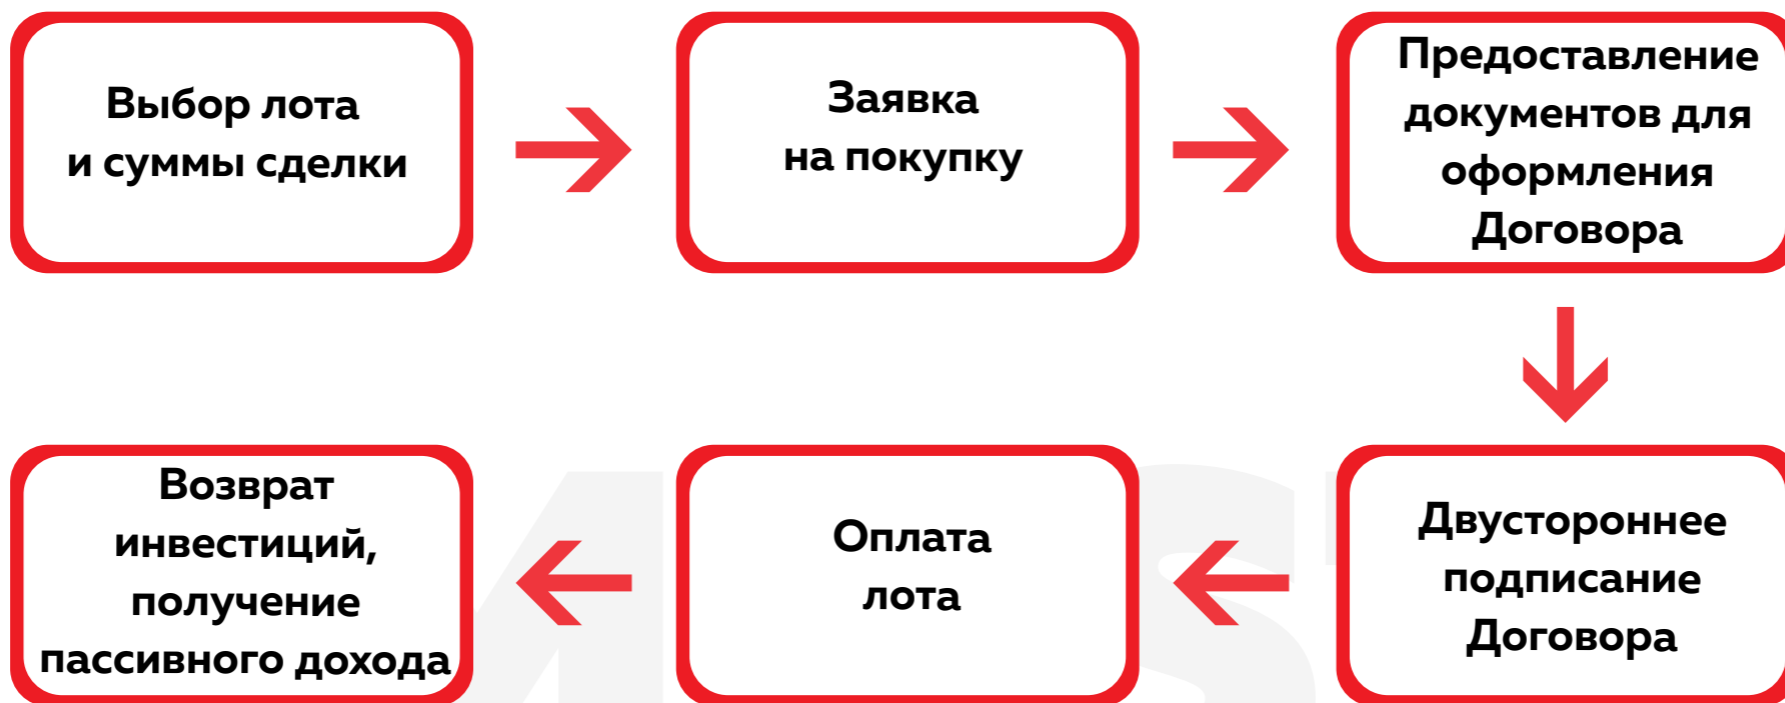 Выбор лота
и суммы сделки
Заявка
на покупку
Предоставление
документов для
оформления
Договора
Двустороннее
подписание
Договора
Оплата
лота
Возврат
инвестиций,
получение
пассивного дохода